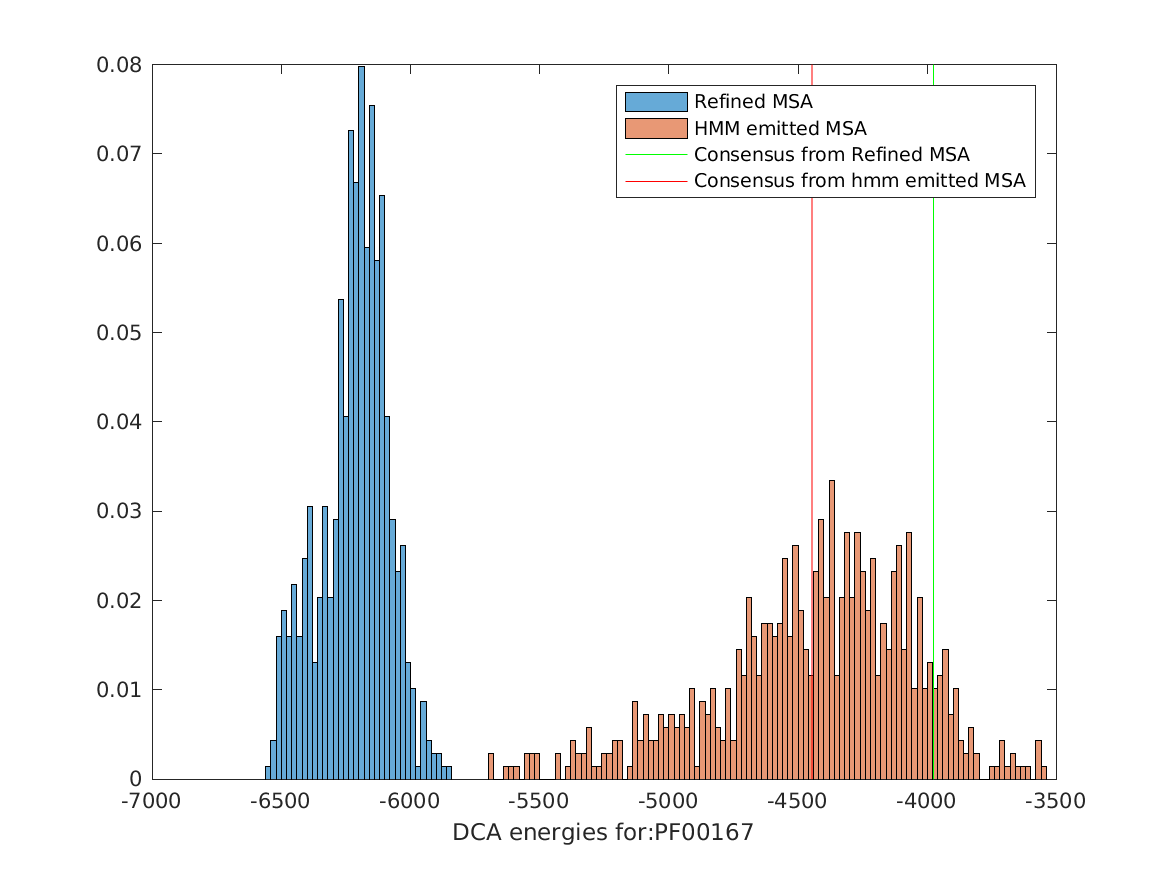 0.08
0.07
0.06
0.05
0.04
0.03
0.02
0.01
0
Refined MSA
HMM emitted MSA
Consensus from Refined MSA
Consensus from hmm emitted MSA
-7000 -6500 -6000 -5500 -5000 -4500 -4000 -3500
DCA energies for:PF00167